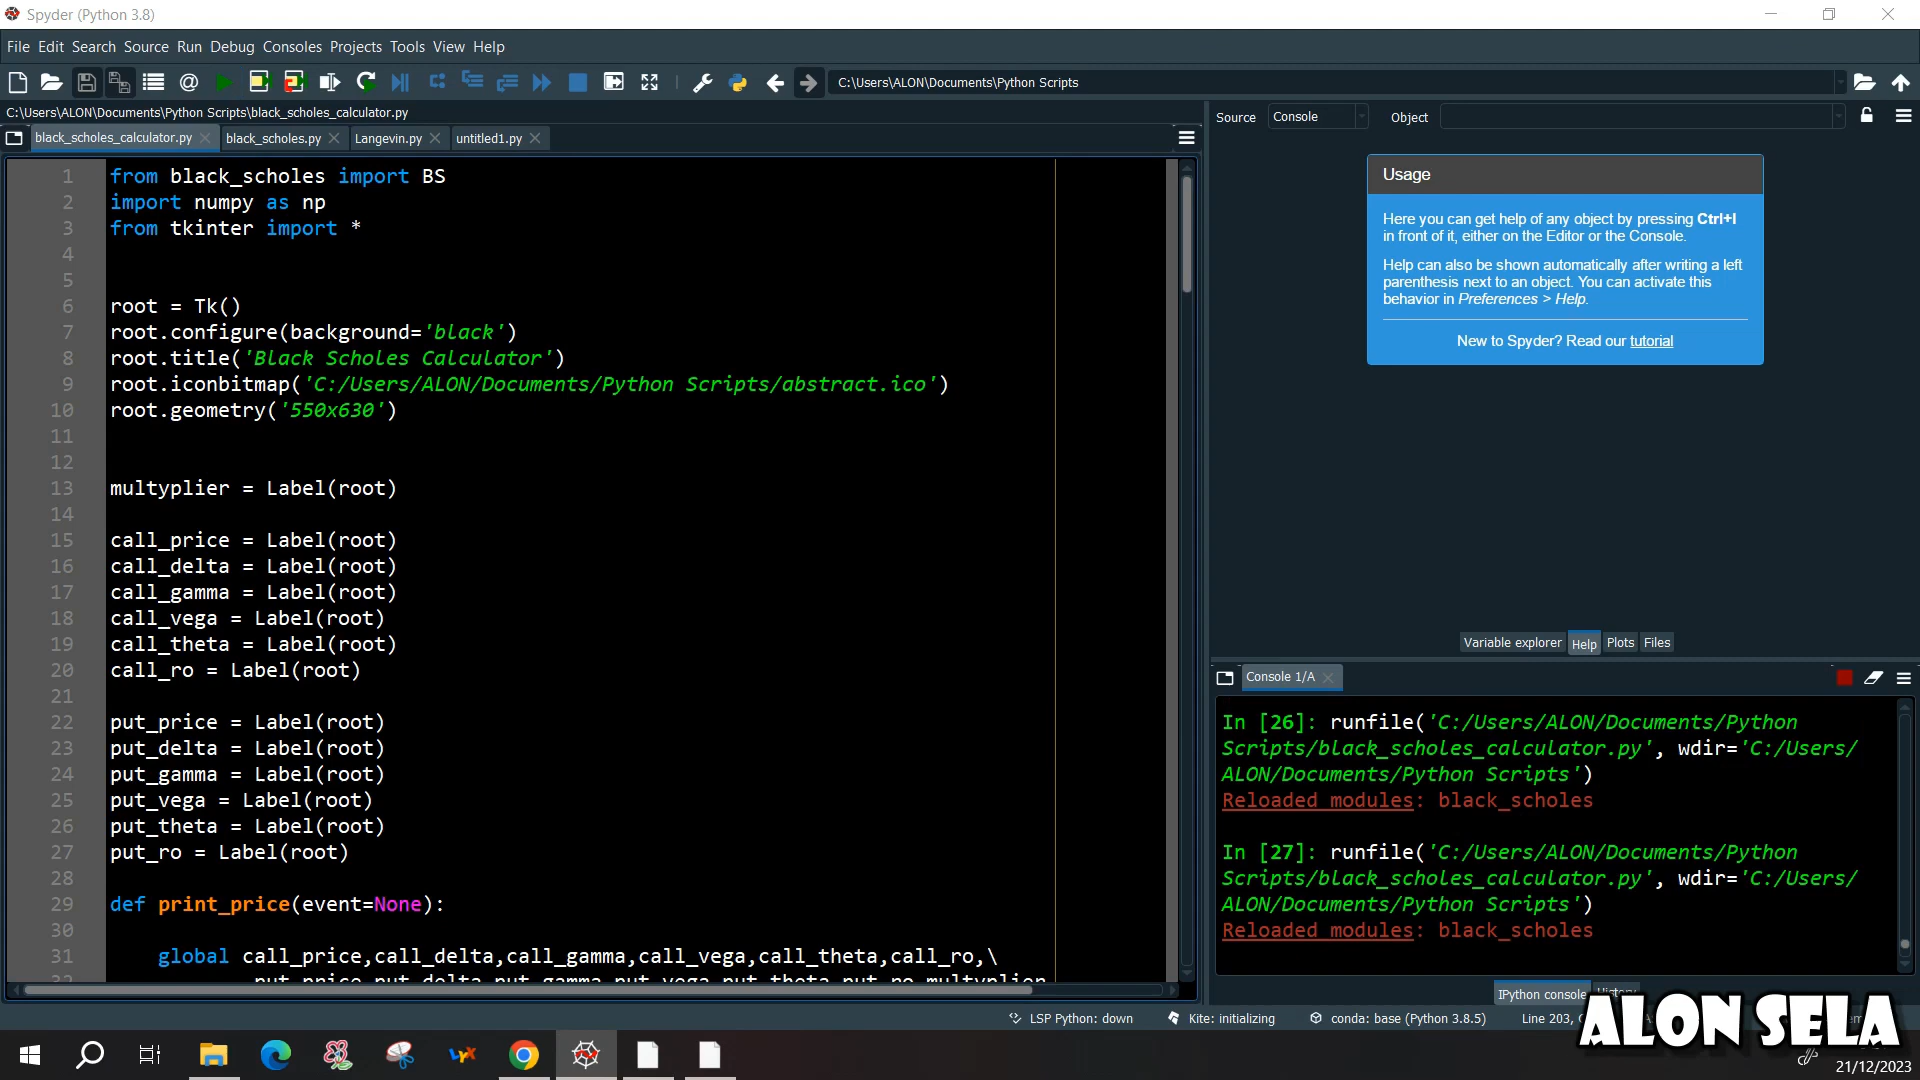 Spyder (Python 3.8)
File Edit Search Source Run Debug Consoles Projects Tools View Help
C:\Users\ALON\Documents\Python Scripts
C:\Users\ALON\Documents\Python Scripts\black_scholes_calculator.py
black_scholes_calculator.py black_scholes.py Langevin.py untitled1.py
1 from black_scholes import BS
2 import numpy as np
3 from tkinter import *
4
5
6 root = Tk()
7 root.configure(background='black')
8 root.title('Black Scholes Calculator')
9 root.iconbitmap('C:/Users/ALON/Documents/Python Scripts/abstract.ico')
10 root.geometry('550x630')
11
12
13 multyplier = Label(root)
14
15 call_price = Label(root)
16 call_delta = Label(root)
17 call_gamma = Label(root)
18 call_vega = Label(root)
19 call_theta = Label(root)
20 call_ro = Label(root)
21
22 put_price = Label(root)
23 put_delta = Label(root)
24 put_gamma = Label(root)
25 put_vega = Label(root)
26 put_theta = Label(root)
27 put_ro = Label(root)
28
29 def print_price(event=None):
30
31 global call_price,call_delta,call_gamma,call_vega,call_theta,call_ro,\
32 put_price,put_delta,put_gamma,put_vega,put_theta,put_ro,multyplier
Source Console Object
Usage
Here you can get help of any object by pressing Ctrl+I
in front of it, either on the Editor or the Console.
Help can also be shown automatically after writing a left
parenthesis next to an object. You can activate this
behavior in Preferences > Help.
New to Spyder? Read our tutorial
Variable explorer Help Plots Files
Console 1/A
In [26]: runfile('C:/Users/ALON/Documents/Python
Scripts/black_scholes_calculator.py', wdir='C:/Users/
ALON/Documents/Python Scripts')
Reloaded modules: black_scholes
In [27]: runfile('C:/Users/ALON/Documents/Python
Scripts/black_scholes_calculator.py', wdir='C:/Users/
ALON/Documents/Python Scripts')
Reloaded modules: black_scholes
IPython console History
LSP Python: down Kite: initializing conda: base (Python 3.8.5) Line 203,
ALON SELA
21/12/2023